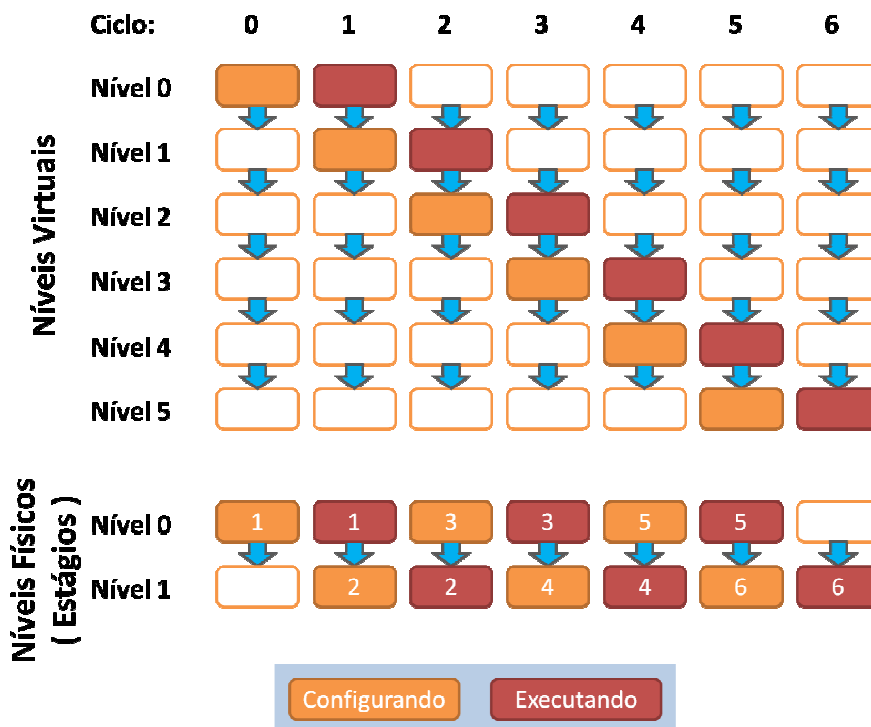 Ciclo: 0 1 2 3 4 5 6
Níveis Virtuais
Nível 0
Nível 1
Nível 2
Nível 3
Nível 4
Nível 5
Níveis Físicos
( Estágios )
Nível 0 1 1 3 3 5 5
Nível 1 2 2 4 4 6 6
Configurando Executando